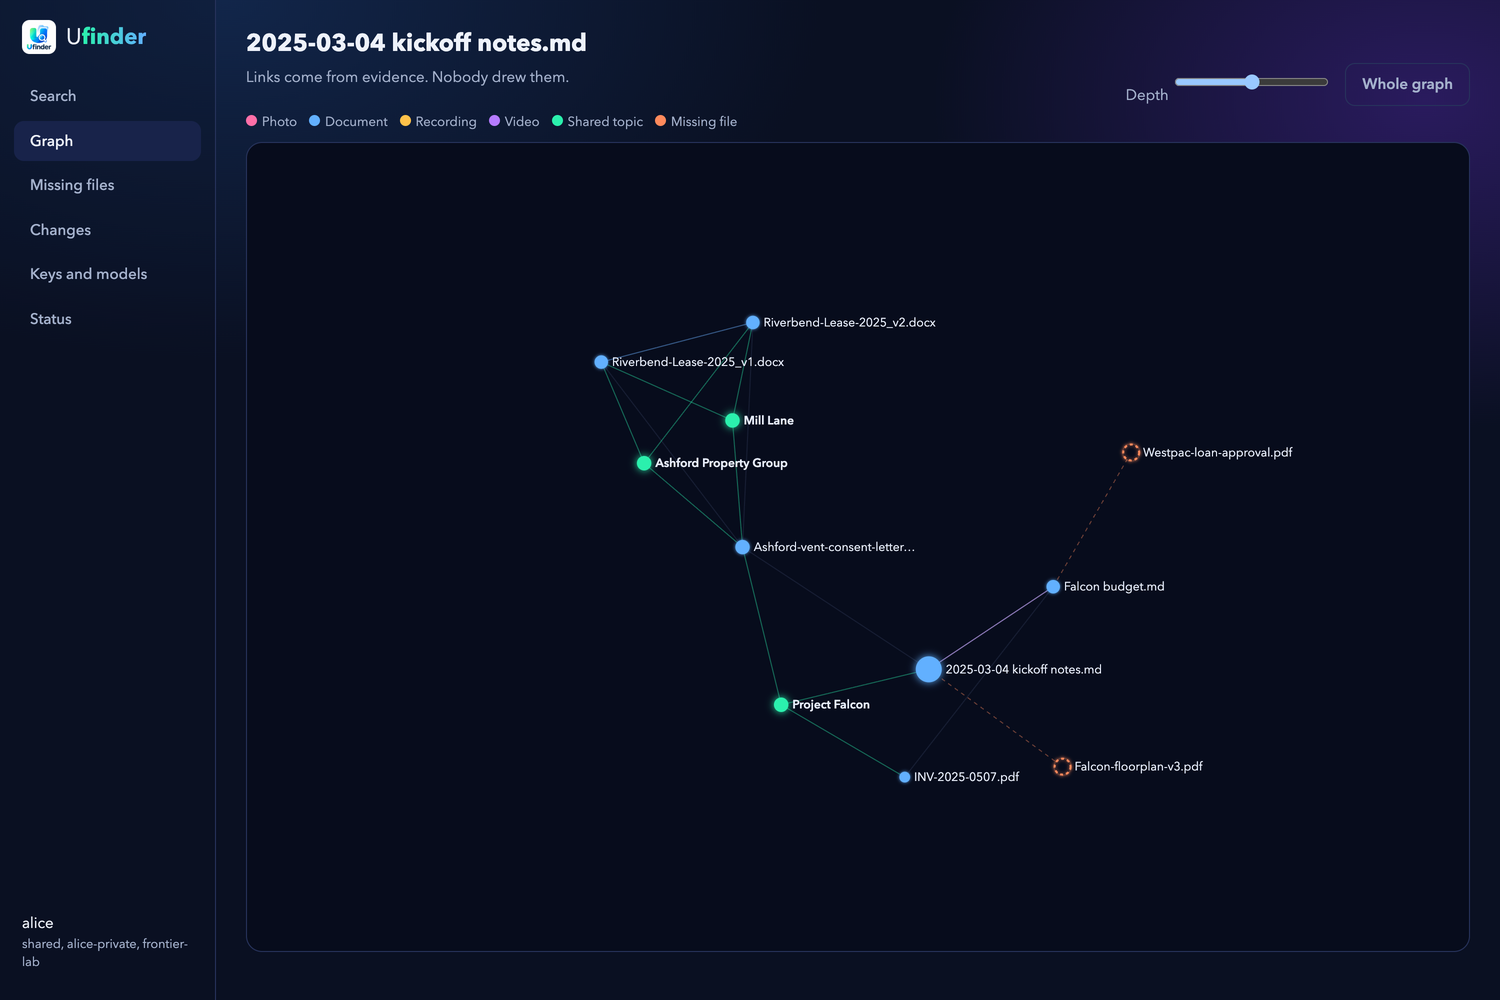 Ufinder
Ufinder
Search
Graph
Missing files
Changes
Keys and models
Status
alice
shared, alice-private, frontier-
lab
2025-03-04 kickoff notes.md
Links come from evidence. Nobody drew them.
Depth
Whole graph
Photo
Document
Recording
Video
Shared topic
Missing file
Riverbend-Lease-2025_v2.docx
Riverbend-Lease-2025_v1.docx
Mill Lane
Westpac-loan-approval.pdf
Ashford Property Group
Ashford-vent-consent-letter…
Falcon budget.md
2025-03-04 kickoff notes.md
Project Falcon
Falcon-floorplan-v3.pdf
INV-2025-0507.pdf